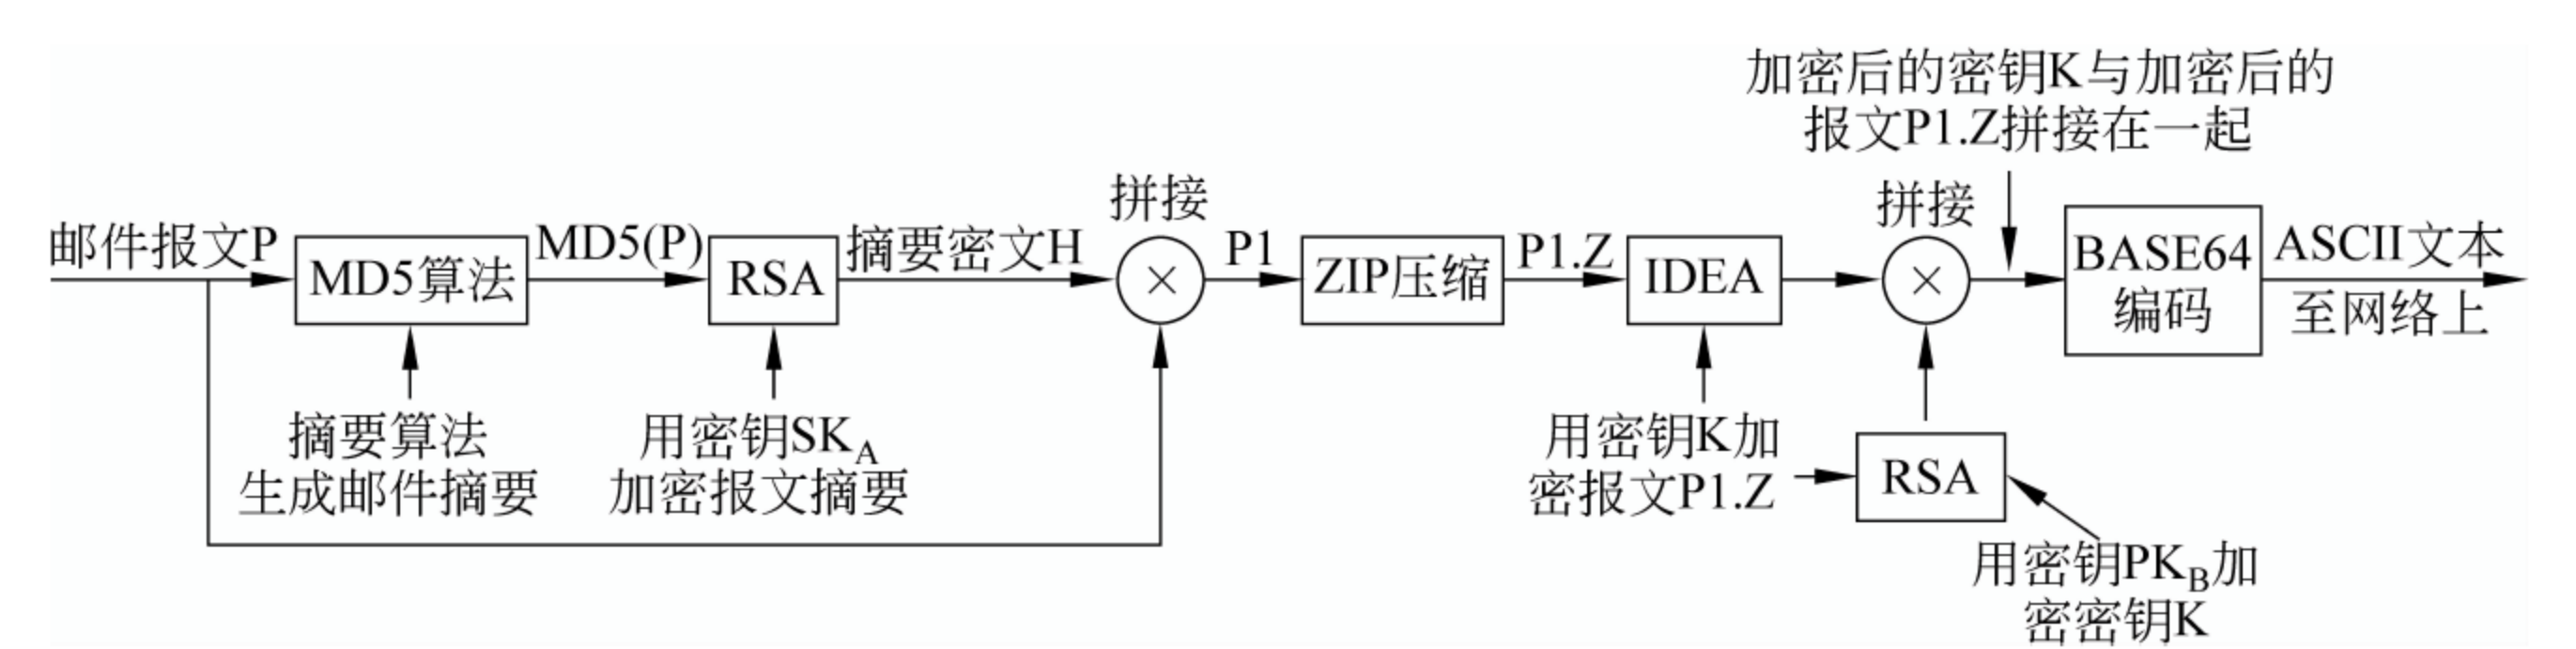 加密后的密钥K与加密后的
报文P1.Z拼接在一起
拼接
拼接
邮件报文P
MD5算法
MD5(P)
RSA
摘要密文H
×
P1
ZIP压缩
P1.Z
IDEA
×
BASE64
编码
ASCII文本
至网络上
摘要算法
生成邮件摘要
用密钥SKA
加密报文摘要
用密钥K加
密报文P1.Z
RSA
用密钥PKB加
密密钥K